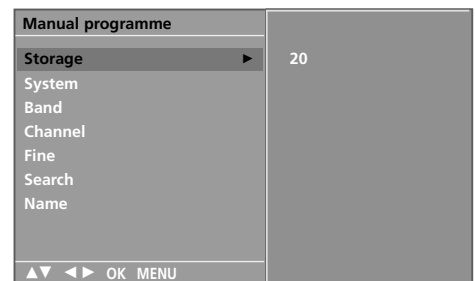 Manual programme
Storage ► 20
System
Band
Channel
Fine
Search
Name
▲▼ ◄► OK MENU